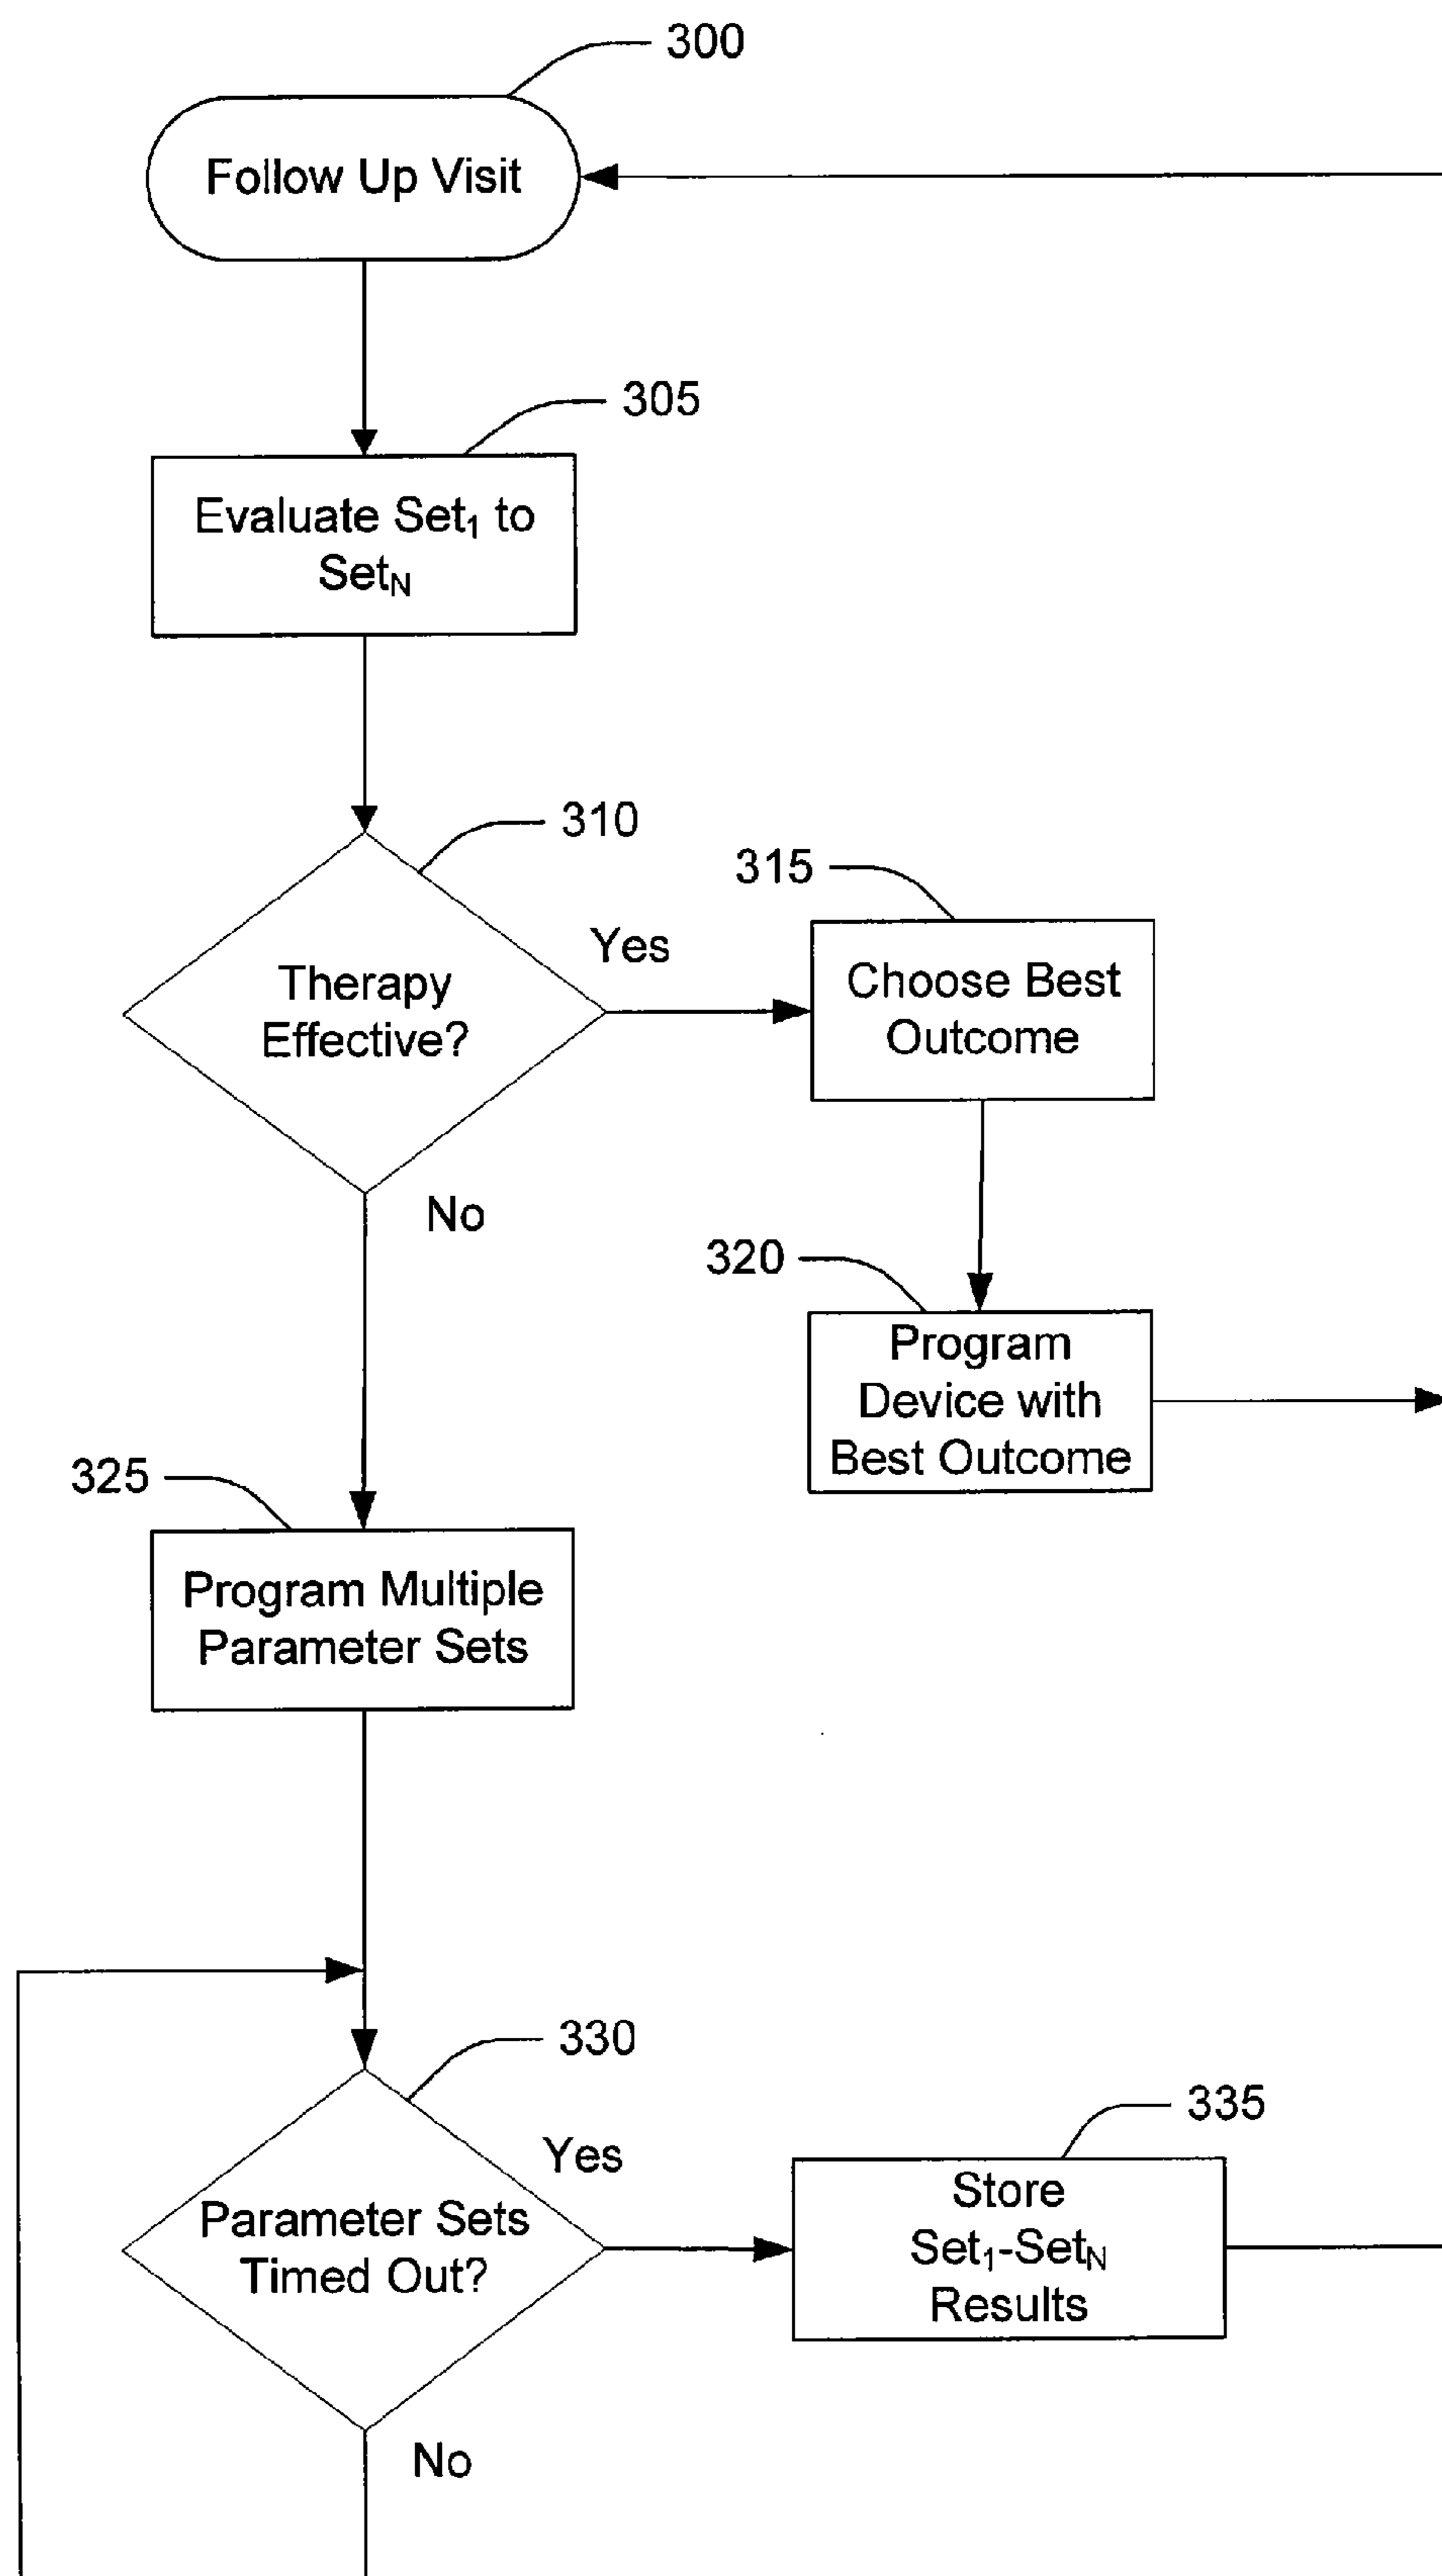 300
Follow Up Visit
305
Evaluate Set₁ to
Set_N
310
Therapy
Effective?
Yes
No
315
Choose Best
Outcome
320
Program
Device with
Best Outcome
325
Program Multiple
Parameter Sets
330
Parameter Sets
Timed Out?
Yes
No
335
Store
Set₁-Set_N
Results